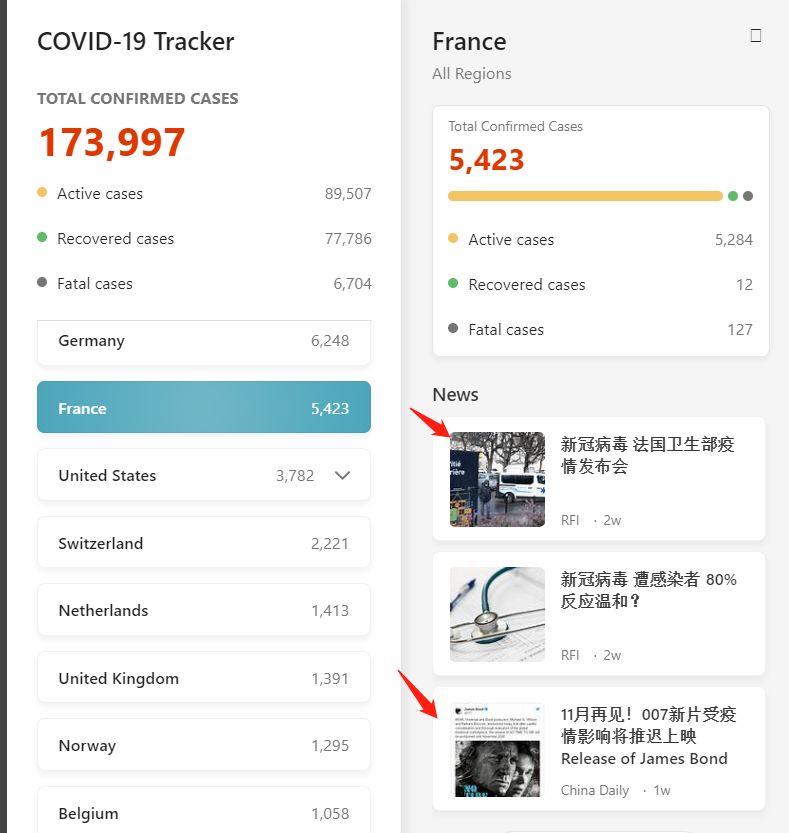 COVID-19 Tracker
TOTAL CONFIRMED CASES
173,997
Active cases 89,507
Recovered cases 77,786
Fatal cases 6,704
Germany 6,248
France 5,423
United States 3,782
Switzerland 2,221
Netherlands 1,413
United Kingdom 1,391
Norway 1,295
Belgium 1,058
France
All Regions
Total Confirmed Cases
5,423
Active cases 5,284
Recovered cases 12
Fatal cases 127
News
新冠病毒 法国卫生部疫
情发布会
RFI · 2w
新冠病毒 遭感染者 80%
反应温和？
RFI · 2w
James Bond
NO TIME
11月再见！007新片受疫
情影响将推迟上映
Release of James Bond
China Daily · 1w